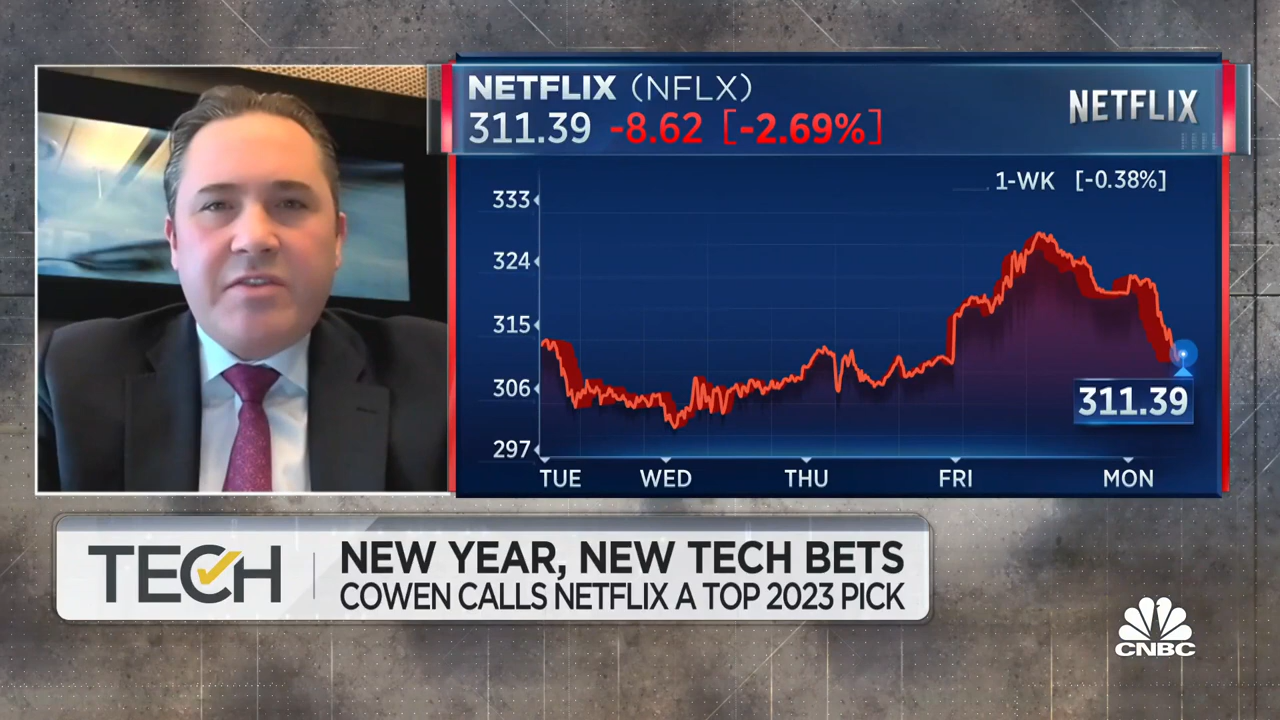 NETFLIX (NFLX)
311.39 -8.62 [-2.69%]
NETFLIX
1-WK [-0.38%]
333
324
315
306
297
311.39
TUE WED THU FRI MON
TECH
NEW YEAR, NEW TECH BETS
COWEN CALLS NETFLIX A TOP 2023 PICK
CNBC